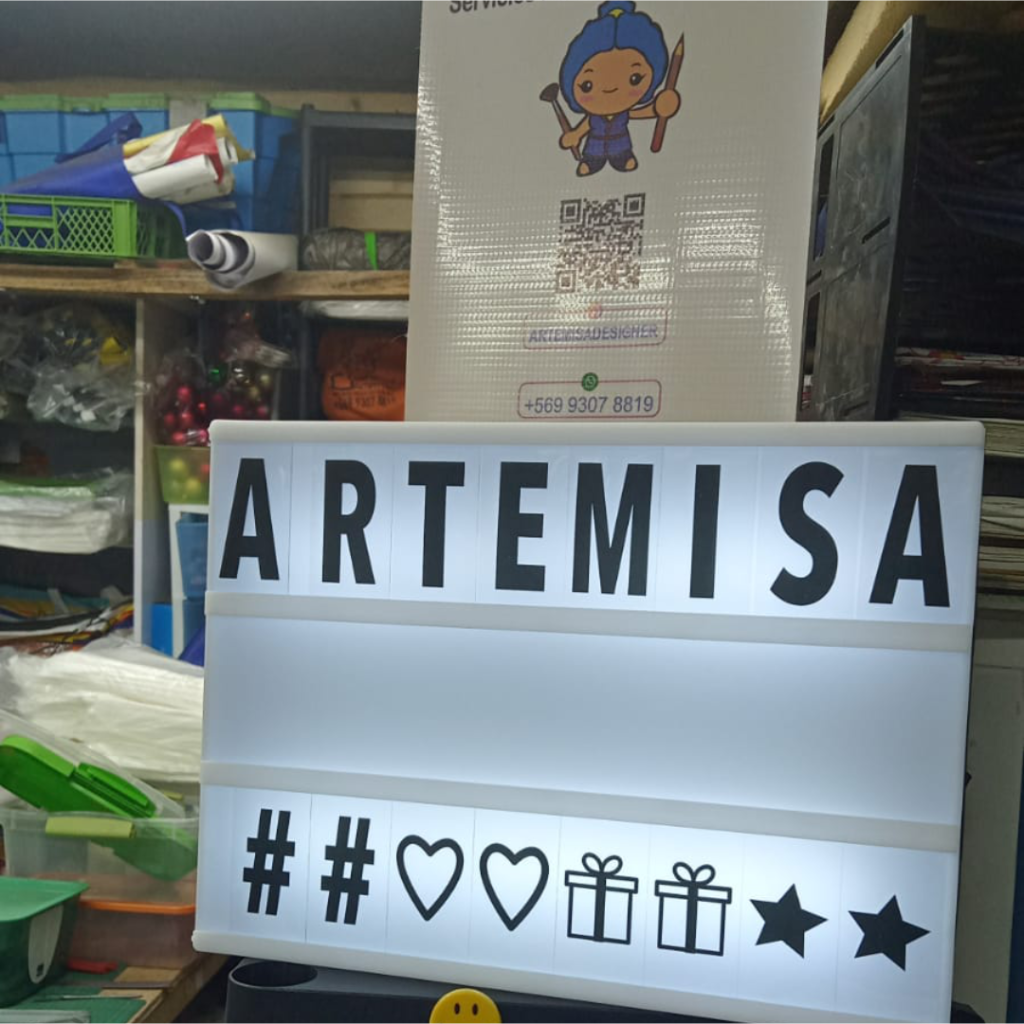 ARTEMISADESIGNER
+569 9307 8819
ARTEMISA
##